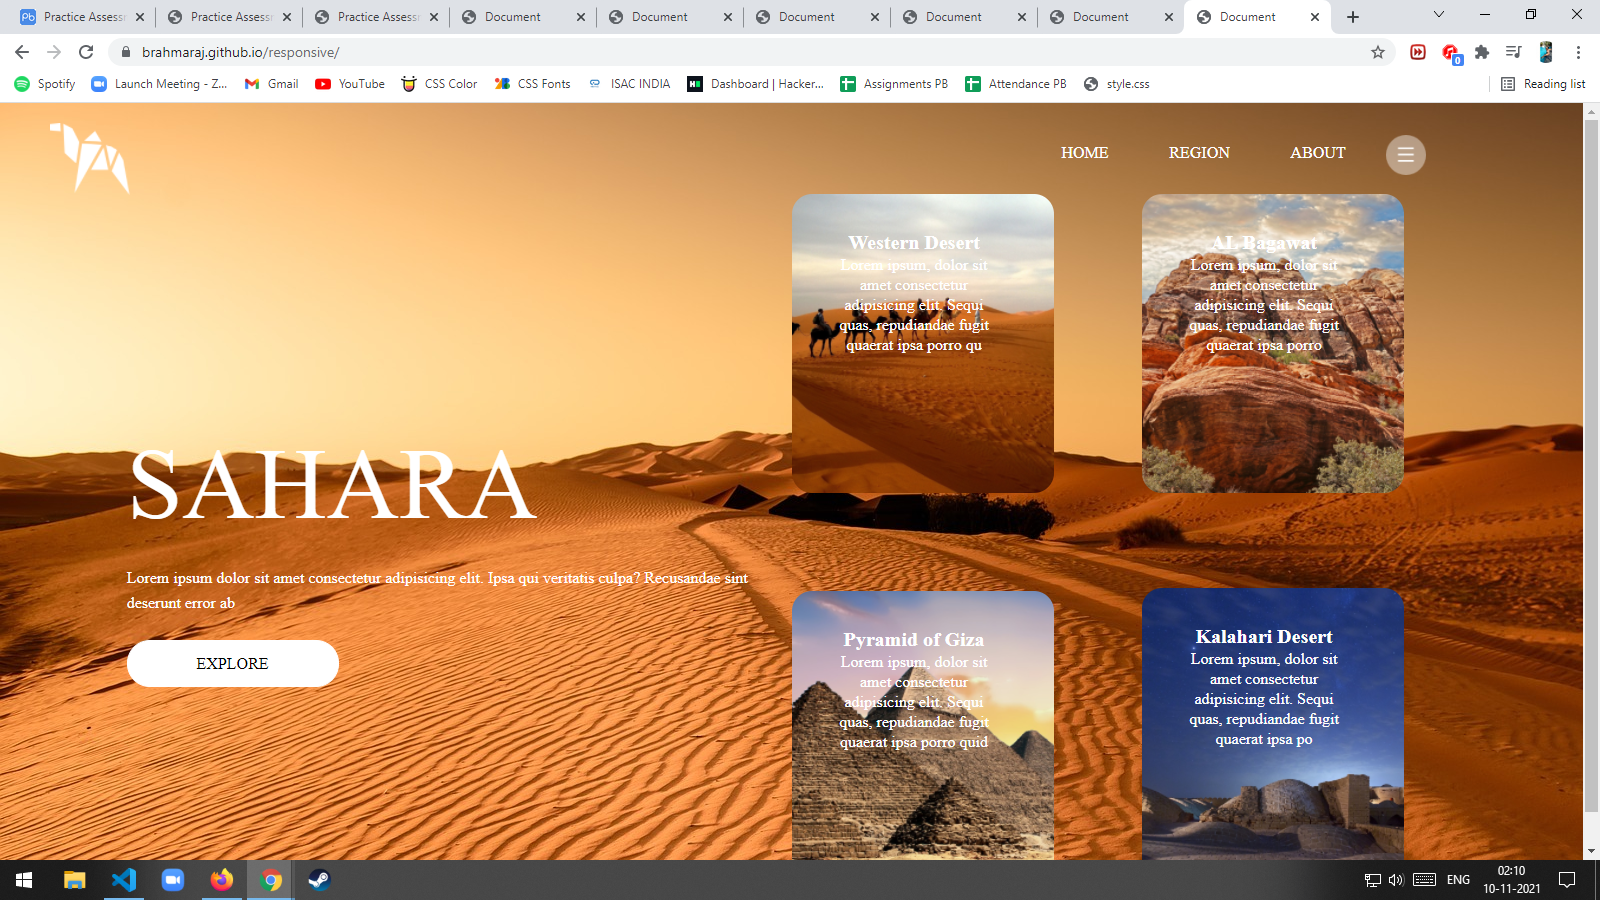 Practice Assess
Practice Assess
Practice Assess
Document
Document
Document
Document
Document
Document
brahmaraj.github.io/responsive/
0
Spotify
Launch Meeting - Z...
Gmail
YouTube
CSS Color
CSS Fonts
ISAC INDIA
Dashboard | Hacker...
Assignments PB
Attendance PB
style.css
Reading list
HOME
REGION
ABOUT
Western Desert
Lorem ipsum, dolor sit
amet consectetur
adipisicing elit. Sequi
quas, repudiandae fugit
quaerat ipsa porro qu
AL Bagawat
Lorem ipsum, dolor sit
amet consectetur
adipisicing elit. Sequi
quas, repudiandae fugit
quaerat ipsa porro
SAHARA
Lorem ipsum dolor sit amet consectetur adipisicing elit. Ipsa qui veritatis culpa? Recusandae sint
deserunt error ab
EXPLORE
Pyramid of Giza
Lorem ipsum, dolor sit
amet consectetur
adipisicing elit. Sequi
quas, repudiandae fugit
quaerat ipsa porro quid
Kalahari Desert
Lorem ipsum, dolor sit
amet consectetur
adipisicing elit. Sequi
quas, repudiandae fugit
quaerat ipsa po
ENG
02:10
10-11-2021